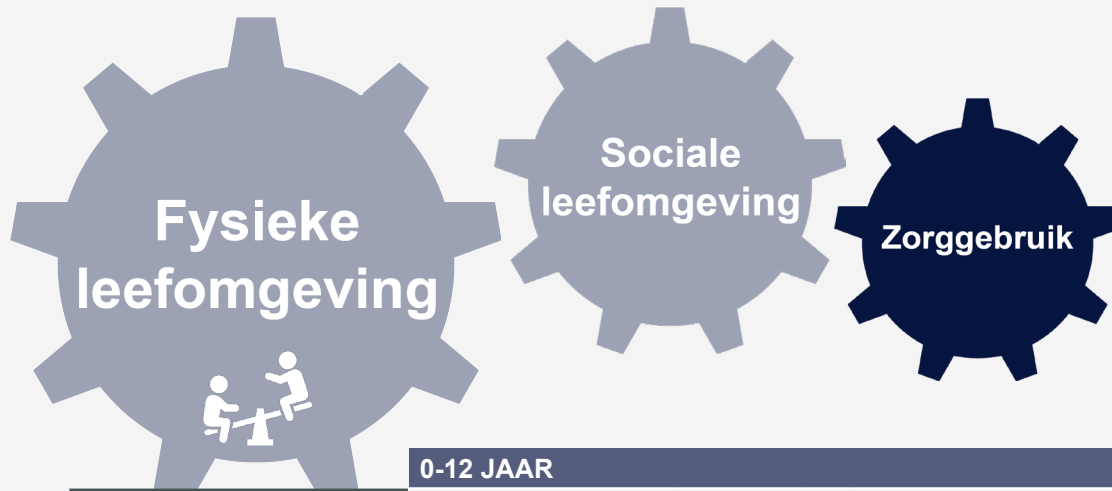 Fysieke
leefomgeving
Sociale
leefomgeving
Zorggebruik
0-12 JAAR